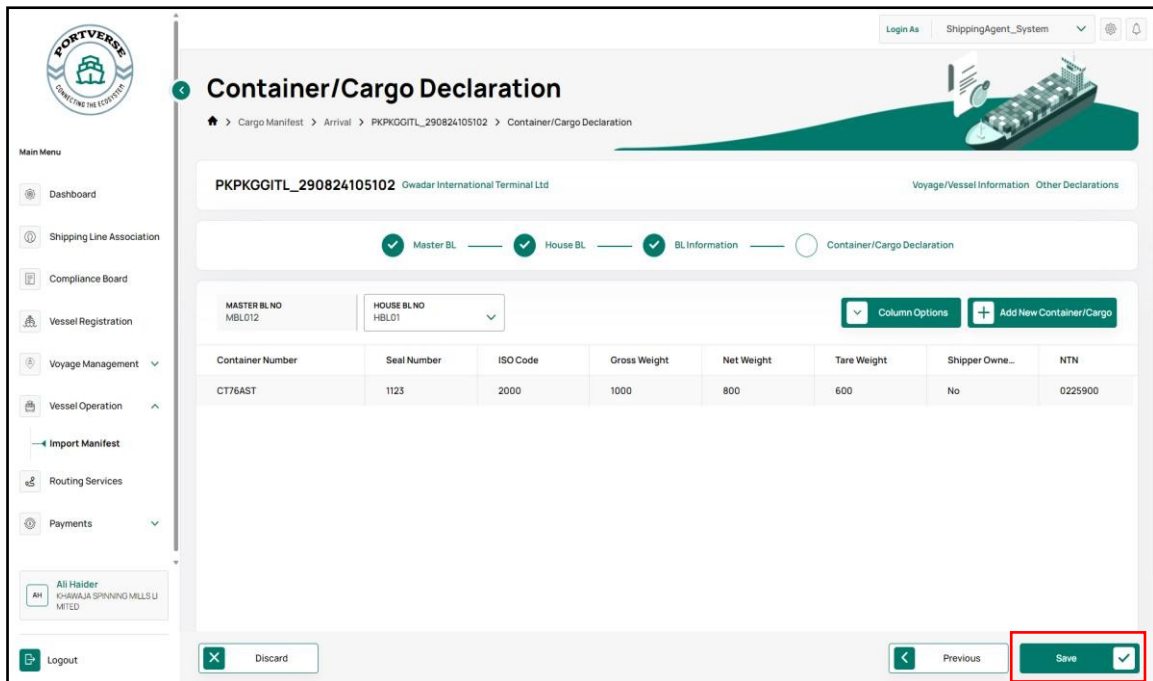 PORTVERSE
CONNECTING THE ECOSYSTEM
Login As ShippingAgent_System
Container/Cargo Declaration
> Cargo Manifest > Arrival > PKPKGGITL_290824105102 > Container/Cargo Declaration
Main Menu
Dashboard
Shipping Line Association
Compliance Board
Vessel Registration
Voyage Management
Vessel Operation
Import Manifest
Routing Services
Payments
AH
Ali Haider
KHAWAJA SPINNING MILLS LI
MITED
Logout
PKPKGGITL_290824105102 Gwadar International Terminal Ltd
Voyage/Vessel Information Other Declarations
Master BL House BL BL Information Container/Cargo Declaration
MASTER BL NO
MBL012
HOUSE BL NO
HBL01
Column Options
Add New Container/Cargo
Container Number Seal Number ISO Code Gross Weight Net Weight Tare Weight Shipper Owne... NTN
CT76AST 1123 2000 1000 800 600 No 0225900
Discard
Previous
Save